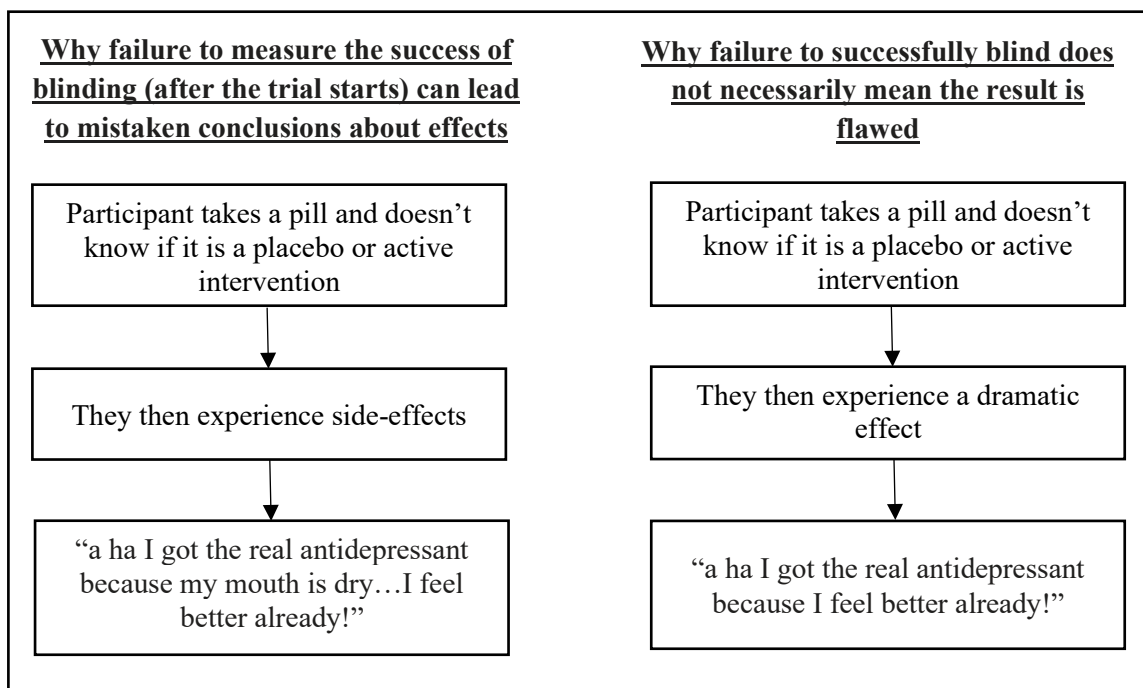 Why failure to measure the success of
blinding (after the trial starts) can lead
to mistaken conclusions about effects
Participant takes a pill and doesn’t
know if it is a placebo or active
intervention
They then experience side-effects
“a ha I got the real antidepressant
because my mouth is dry…I feel
better already!”
Why failure to successfully blind does
not necessarily mean the result is
flawed
Participant takes a pill and doesn’t
know if it is a placebo or active
intervention
They then experience a dramatic
effect
“a ha I got the real antidepressant
because I feel better already!”